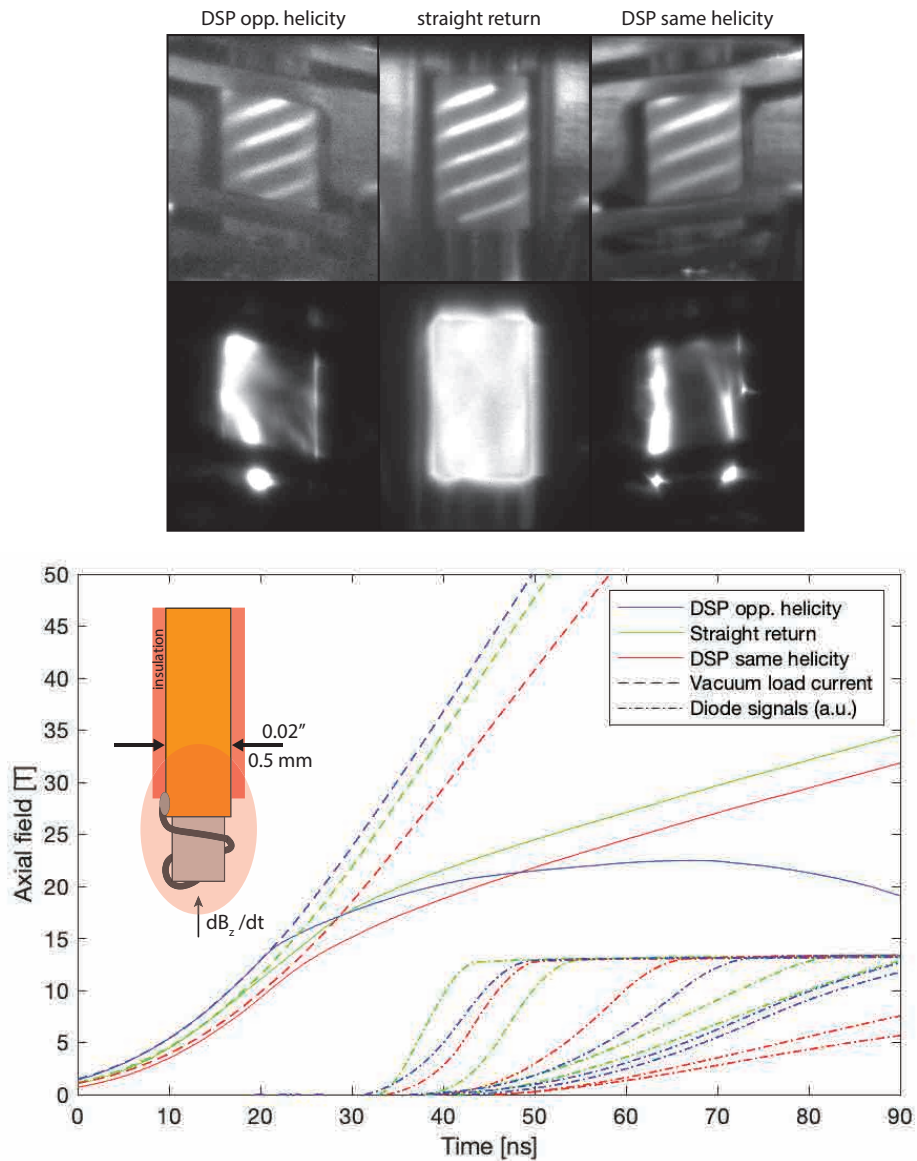 DSP opp. helicity
straight return
DSP same helicity
50
45
40
35
30
25
20
15
10
5
0
Axial field [T]
insulation
0.02"
0.5 mm
dBz/dt
DSP opp. helicity
Straight return
DSP same helicity
Vacuum load current
Diode signals (a.u.)
0 10 20 30 40 50 60 70 80 90
Time [ns]